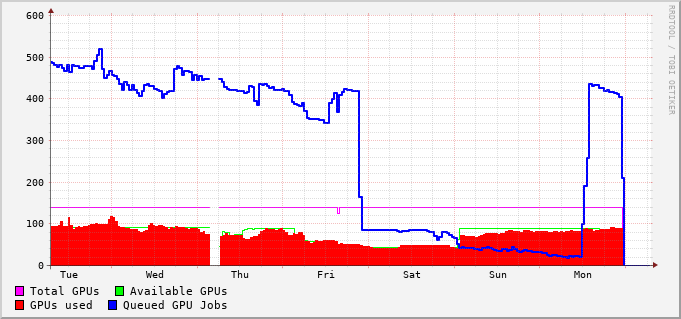 600
500
400
300
200
100
0
Tue Wed Thu Fri Sat Sun Mon
Total GPUs Available GPUs
GPUs used Queued GPU Jobs
RRDTOOL / TOBI OETIKER